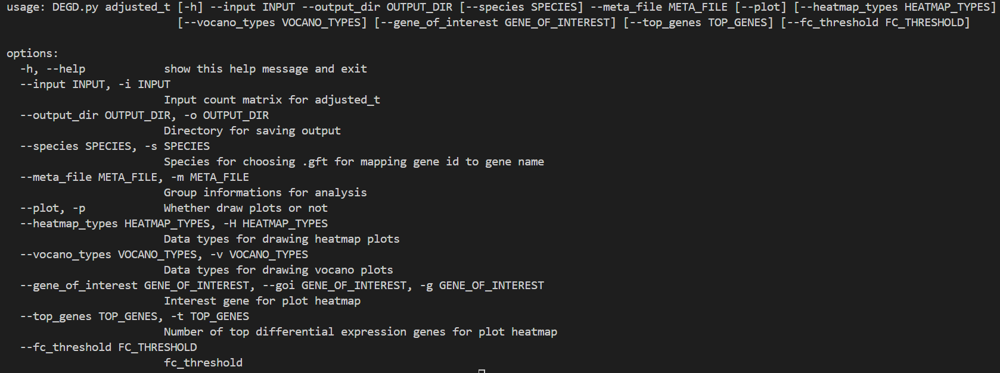 usage: DEGD.py adjusted_t [-h] --input INPUT --output_dir OUTPUT_DIR [--species SPECIES] --meta_file META_FILE [--plot] [--heatmap_types HEATMAP_TYPES]
[--vocano_types VOCANO_TYPES] [--gene_of_interest GENE_OF_INTEREST] [--top_genes TOP_GENES] [--fc_threshold FC_THRESHOLD]
options:
-h, --help show this help message and exit
--input INPUT, -i INPUT
Input count matrix for adjusted_t
--output_dir OUTPUT_DIR, -o OUTPUT_DIR
Directory for saving output
--species SPECIES, -s SPECIES
Species for choosing .gft for mapping gene id to gene name
--meta_file META_FILE, -m META_FILE
Group informations for analysis
--plot, -p Whether draw plots or not
--heatmap_types HEATMAP_TYPES, -H HEATMAP_TYPES
Data types for drawing heatmap plots
--vocano_types VOCANO_TYPES, -v VOCANO_TYPES
Data types for drawing vocano plots
--gene_of_interest GENE_OF_INTEREST, --goi GENE_OF_INTEREST, -g GENE_OF_INTEREST
Interest gene for plot heatmap
--top_genes TOP_GENES, -t TOP_GENES
Number of top differential expression genes for plot heatmap
--fc_threshold FC_THRESHOLD
fc_threshold